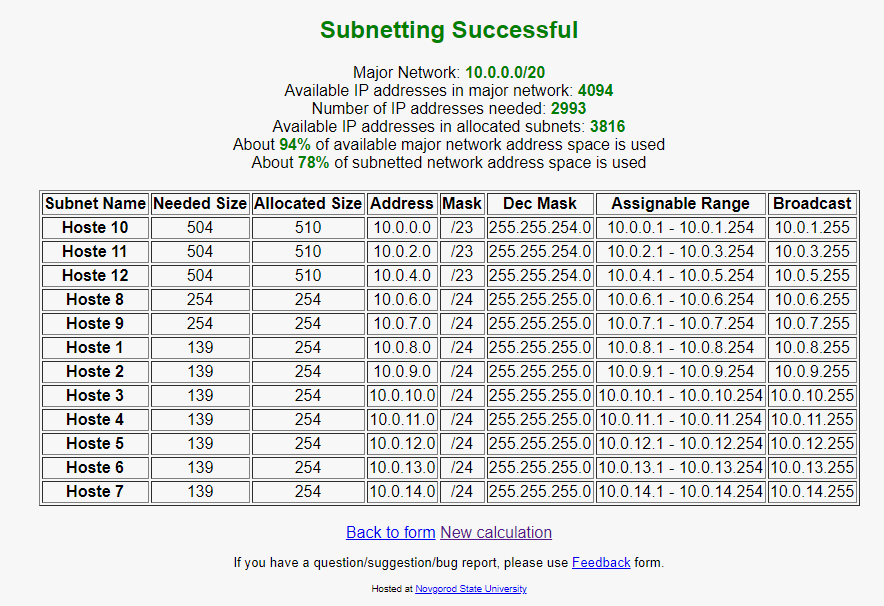 Subnetting Successful
Major Network: 10.0.0.0/20
Available IP addresses in major network: 4094
Number of IP addresses needed: 2993
Available IP addresses in allocated subnets: 3816
About 94% of available major network address space is used
About 78% of subnetted network address space is used
Subnet Name Needed Size Allocated Size Address Mask Dec Mask Assignable Range Broadcast
Hoste 10 504 510 10.0.0.0 /23 255.255.254.0 10.0.0.1 - 10.0.1.254 10.0.1.255
Hoste 11 504 510 10.0.2.0 /23 255.255.254.0 10.0.2.1 - 10.0.3.254 10.0.3.255
Hoste 12 504 510 10.0.4.0 /23 255.255.254.0 10.0.4.1 - 10.0.5.254 10.0.5.255
Hoste 8 254 254 10.0.6.0 /24 255.255.255.0 10.0.6.1 - 10.0.6.254 10.0.6.255
Hoste 9 254 254 10.0.7.0 /24 255.255.255.0 10.0.7.1 - 10.0.7.254 10.0.7.255
Hoste 1 139 254 10.0.8.0 /24 255.255.255.0 10.0.8.1 - 10.0.8.254 10.0.8.255
Hoste 2 139 254 10.0.9.0 /24 255.255.255.0 10.0.9.1 - 10.0.9.254 10.0.9.255
Hoste 3 139 254 10.0.10.0 /24 255.255.255.0 10.0.10.1 - 10.0.10.254 10.0.10.255
Hoste 4 139 254 10.0.11.0 /24 255.255.255.0 10.0.11.1 - 10.0.11.254 10.0.11.255
Hoste 5 139 254 10.0.12.0 /24 255.255.255.0 10.0.12.1 - 10.0.12.254 10.0.12.255
Hoste 6 139 254 10.0.13.0 /24 255.255.255.0 10.0.13.1 - 10.0.13.254 10.0.13.255
Hoste 7 139 254 10.0.14.0 /24 255.255.255.0 10.0.14.1 - 10.0.14.254 10.0.14.255
Back to form New calculation
If you have a question/suggestion/bug report, please use Feedback form.
Hosted at Novgorod State University